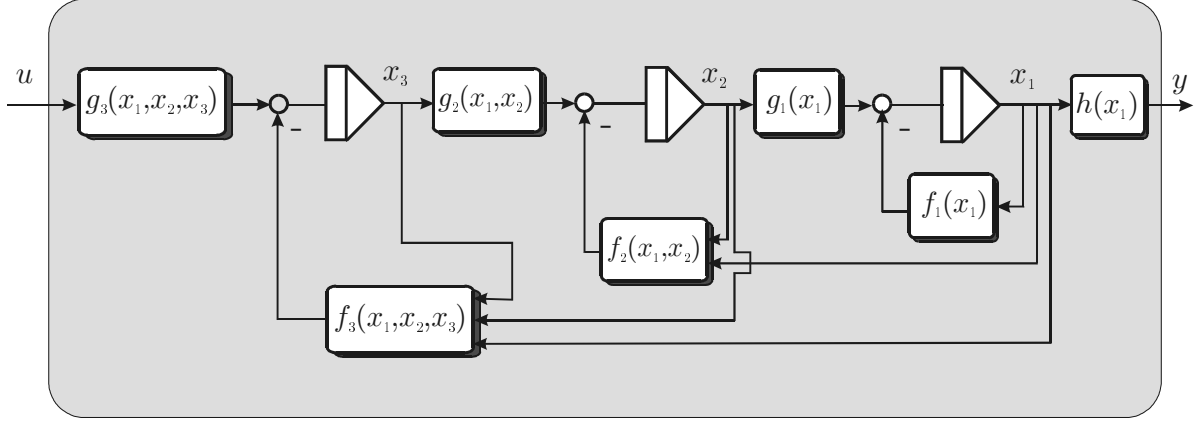 u
g₃(x₁,x₂,x₃)
-
x₃
g₂(x₁,x₂)
-
x₂
g₁(x₁)
-
x₁
h(x₁)
y
f₁(x₁)
f₂(x₁,x₂)
f₃(x₁,x₂,x₃)